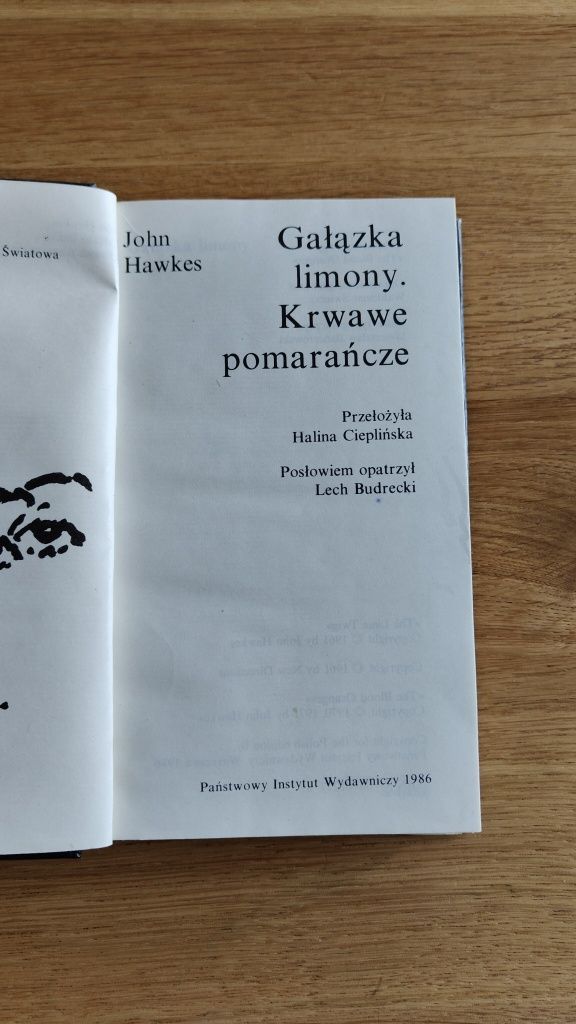 Światowa
John
Hawkes
Gałązka
limony.
Krwawe
pomarańcze
Przełożyła
Halina Cieplińska
Posłowiem opatrzył
Lech Budrecki
Państwowy Instytut Wydawniczy 1986